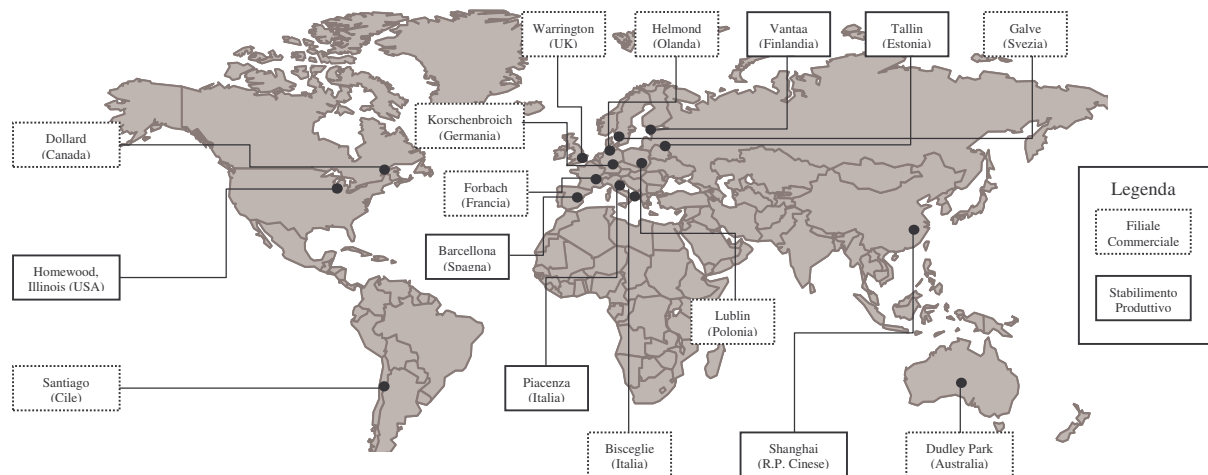 Warrington
(UK)
Helmond
(Olanda)
Vantaa
(Finlandia)
Tallin
(Estonia)
Galve
(Svezia)
Korschenbroich
(Germania)
Dollard
(Canada)
Forbach
(Francia)
Barcellona
(Spagna)
Homewood,
Illinois (USA)
Lublin
(Polonia)
Santiago
(Cile)
Piacenza
(Italia)
Bisceglie
(Italia)
Shanghai
(R.P. Cinese)
Dudley Park
(Australia)
Legenda
Filiale
Commerciale
Stabilimento
Produttivo